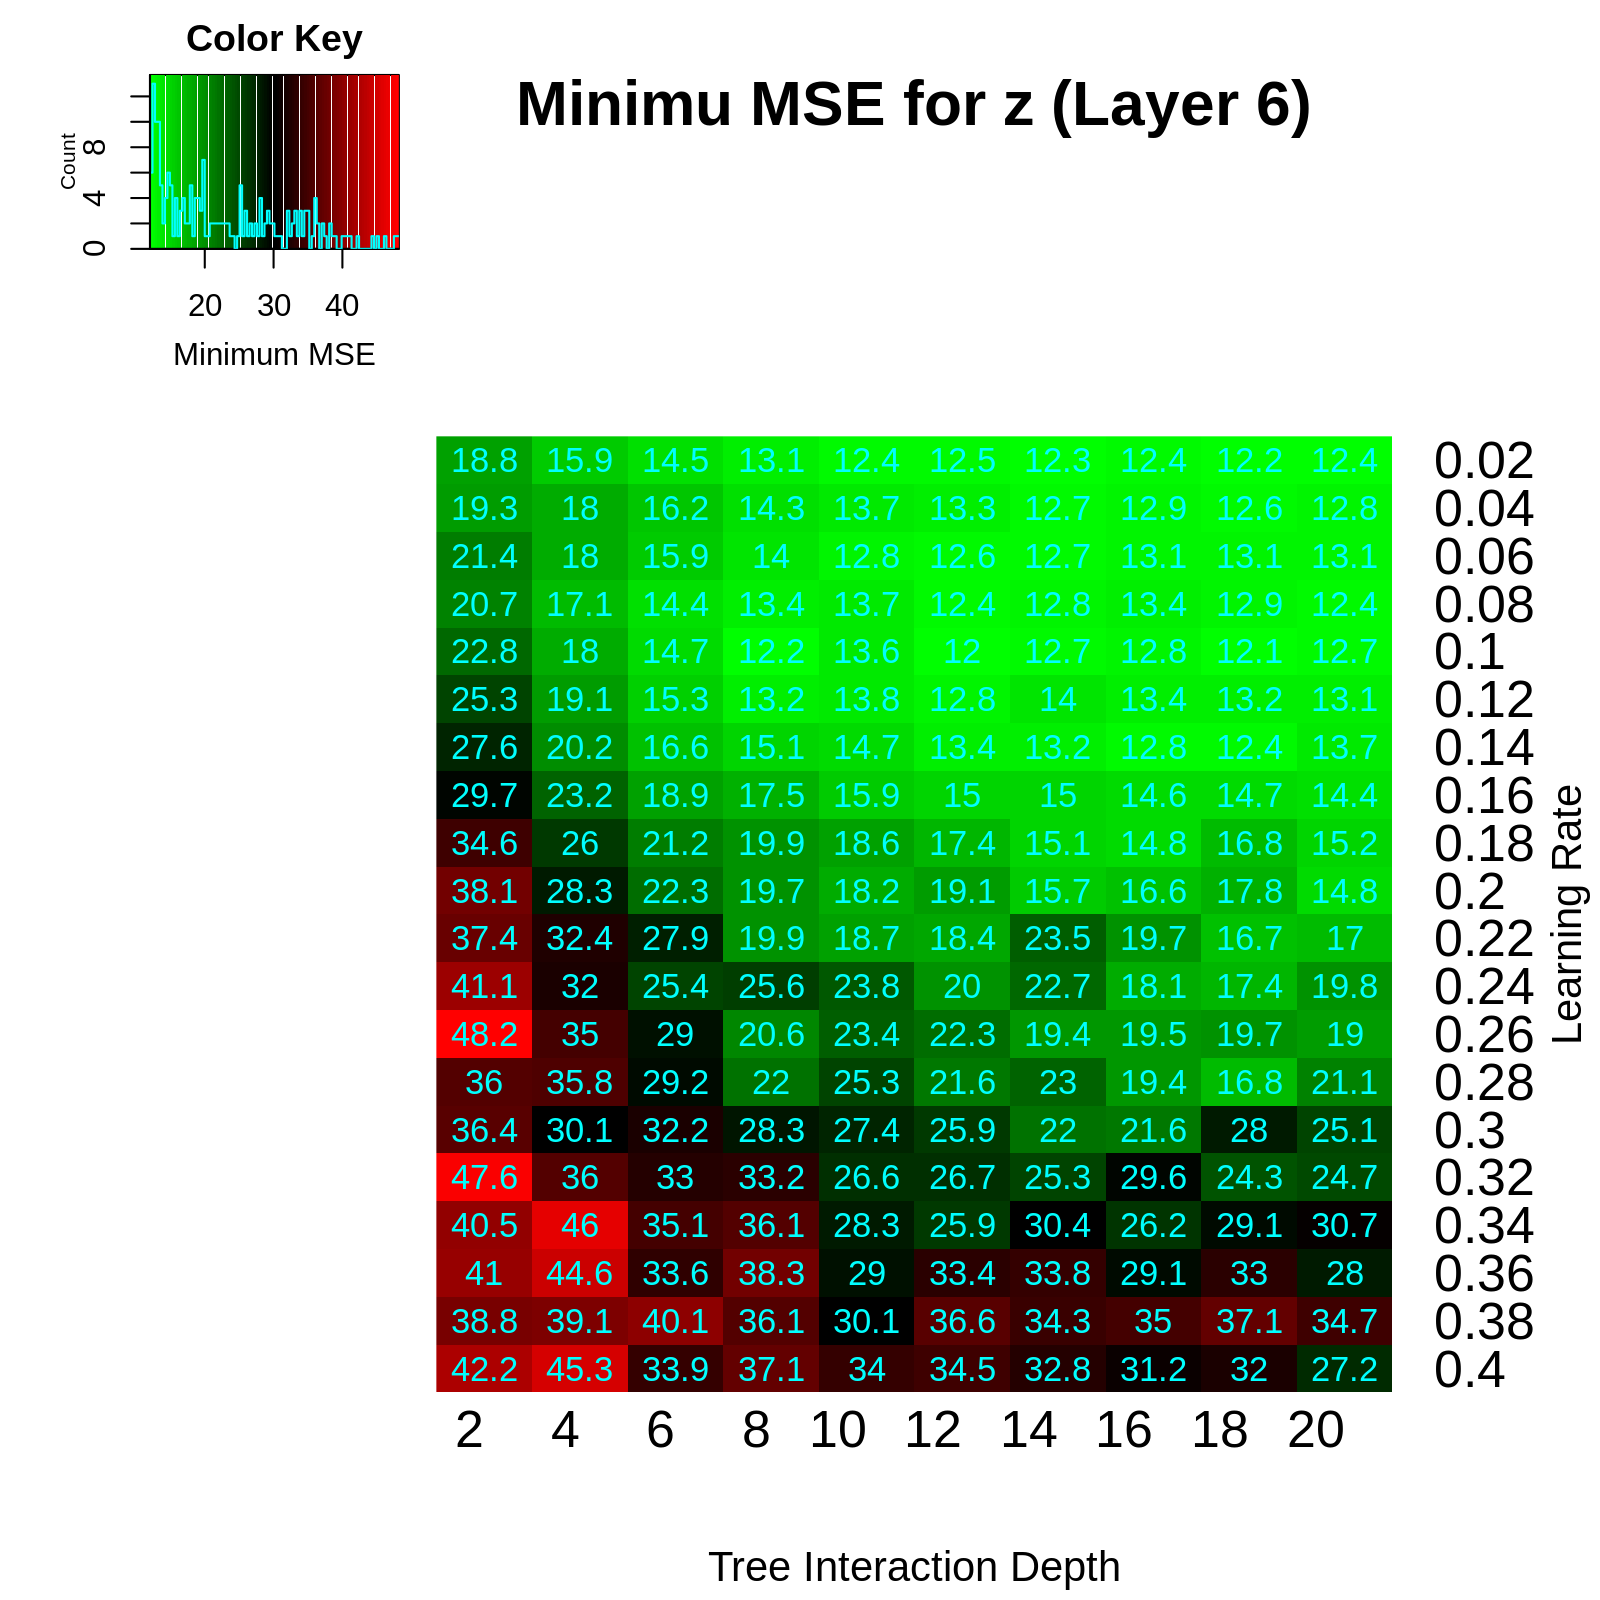 Color Key
Minimu MSE for z (Layer 6)
Count
0 4 8
20 30 40
Minimum MSE
18.8 15.9 14.5 13.1 12.4 12.5 12.3 12.4 12.2 12.4 0.02
19.3 18 16.2 14.3 13.7 13.3 12.7 12.9 12.6 12.8 0.04
21.4 18 15.9 14 12.8 12.6 12.7 13.1 13.1 13.1 0.06
20.7 17.1 14.4 13.4 13.7 12.4 12.8 13.4 12.9 12.4 0.08
22.8 18 14.7 12.2 13.6 12 12.7 12.8 12.1 12.7 0.1
25.3 19.1 15.3 13.2 13.8 12.8 14 13.4 13.2 13.1 0.12
27.6 20.2 16.6 15.1 14.7 13.4 13.2 12.8 12.4 13.7 0.14
29.7 23.2 18.9 17.5 15.9 15 15 14.6 14.7 14.4 0.16
34.6 26 21.2 19.9 18.6 17.4 15.1 14.8 16.8 15.2 0.18
38.1 28.3 22.3 19.7 18.2 19.1 15.7 16.6 17.8 14.8 0.2
37.4 32.4 27.9 19.9 18.7 18.4 23.5 19.7 16.7 17 0.22
41.1 32 25.4 25.6 23.8 20 22.7 18.1 17.4 19.8 0.24
48.2 35 29 20.6 23.4 22.3 19.4 19.5 19.7 19 0.26
36 35.8 29.2 22 25.3 21.6 23 19.4 16.8 21.1 0.28
36.4 30.1 32.2 28.3 27.4 25.9 22 21.6 28 25.1 0.3
47.6 36 33 33.2 26.6 26.7 25.3 29.6 24.3 24.7 0.32
40.5 46 35.1 36.1 28.3 25.9 30.4 26.2 29.1 30.7 0.34
41 44.6 33.6 38.3 29 33.4 33.8 29.1 33 28 0.36
38.8 39.1 40.1 36.1 30.1 36.6 34.3 35 37.1 34.7 0.38
42.2 45.3 33.9 37.1 34 34.5 32.8 31.2 32 27.2 0.4
Learning Rate
2 4 6 8 10 12 14 16 18 20
Tree Interaction Depth